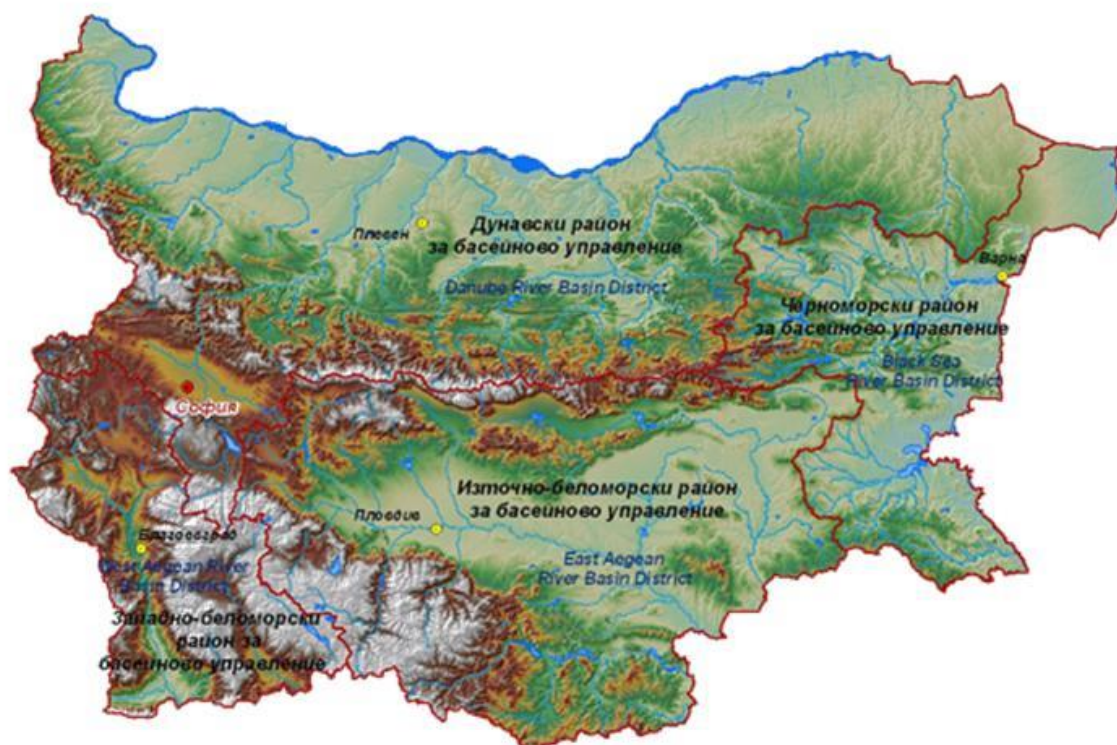 Плевен
Дунавски район
за басейново управление
Danube River Basin District
Варна
Черноморски район
за басейново управление
Black Sea
River Basin District
София
Източно-беломорски район
за басейново управление
Пловдив
East Aegean
River Basin District
Благоевград
West Aegean River
Basin District
Западно-беломорски
район за
басейново управление